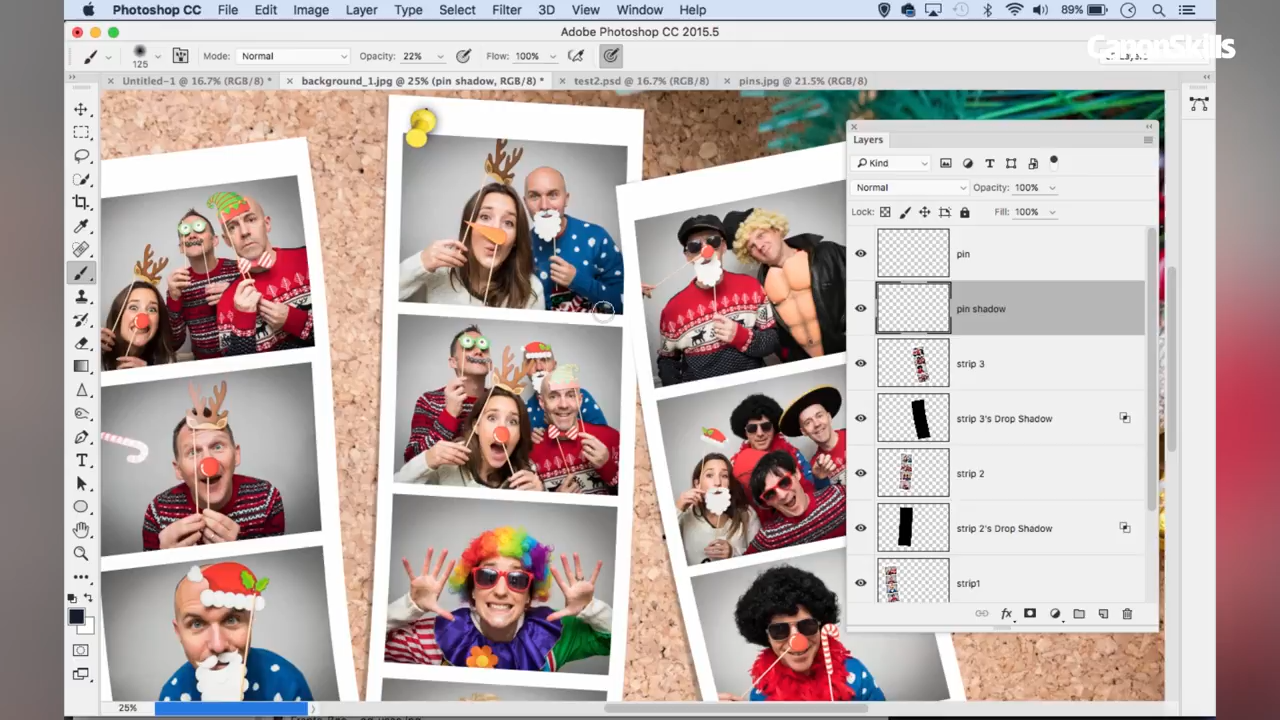 Photoshop CC File Edit Image Layer Type Select Filter 3D View Window Help 89%
Adobe Photoshop CC 2015.5
CanonSkills
125 Mode: Normal Opacity: 22% Flow: 100%
Untitled-1 @ 16.7% (RGB/8) * background_1.jpg @ 25% (pin shadow, RGB/8) * test2.psd @ 16.7% (RGB/8) pins.jpg @ 21.5% (RGB/8)
Layers
Kind
Normal Opacity: 100%
Lock: Fill: 100%
pin
pin shadow
strip 3
strip 3's Drop Shadow
strip 2
strip 2's Drop Shadow
strip1
fx
25%